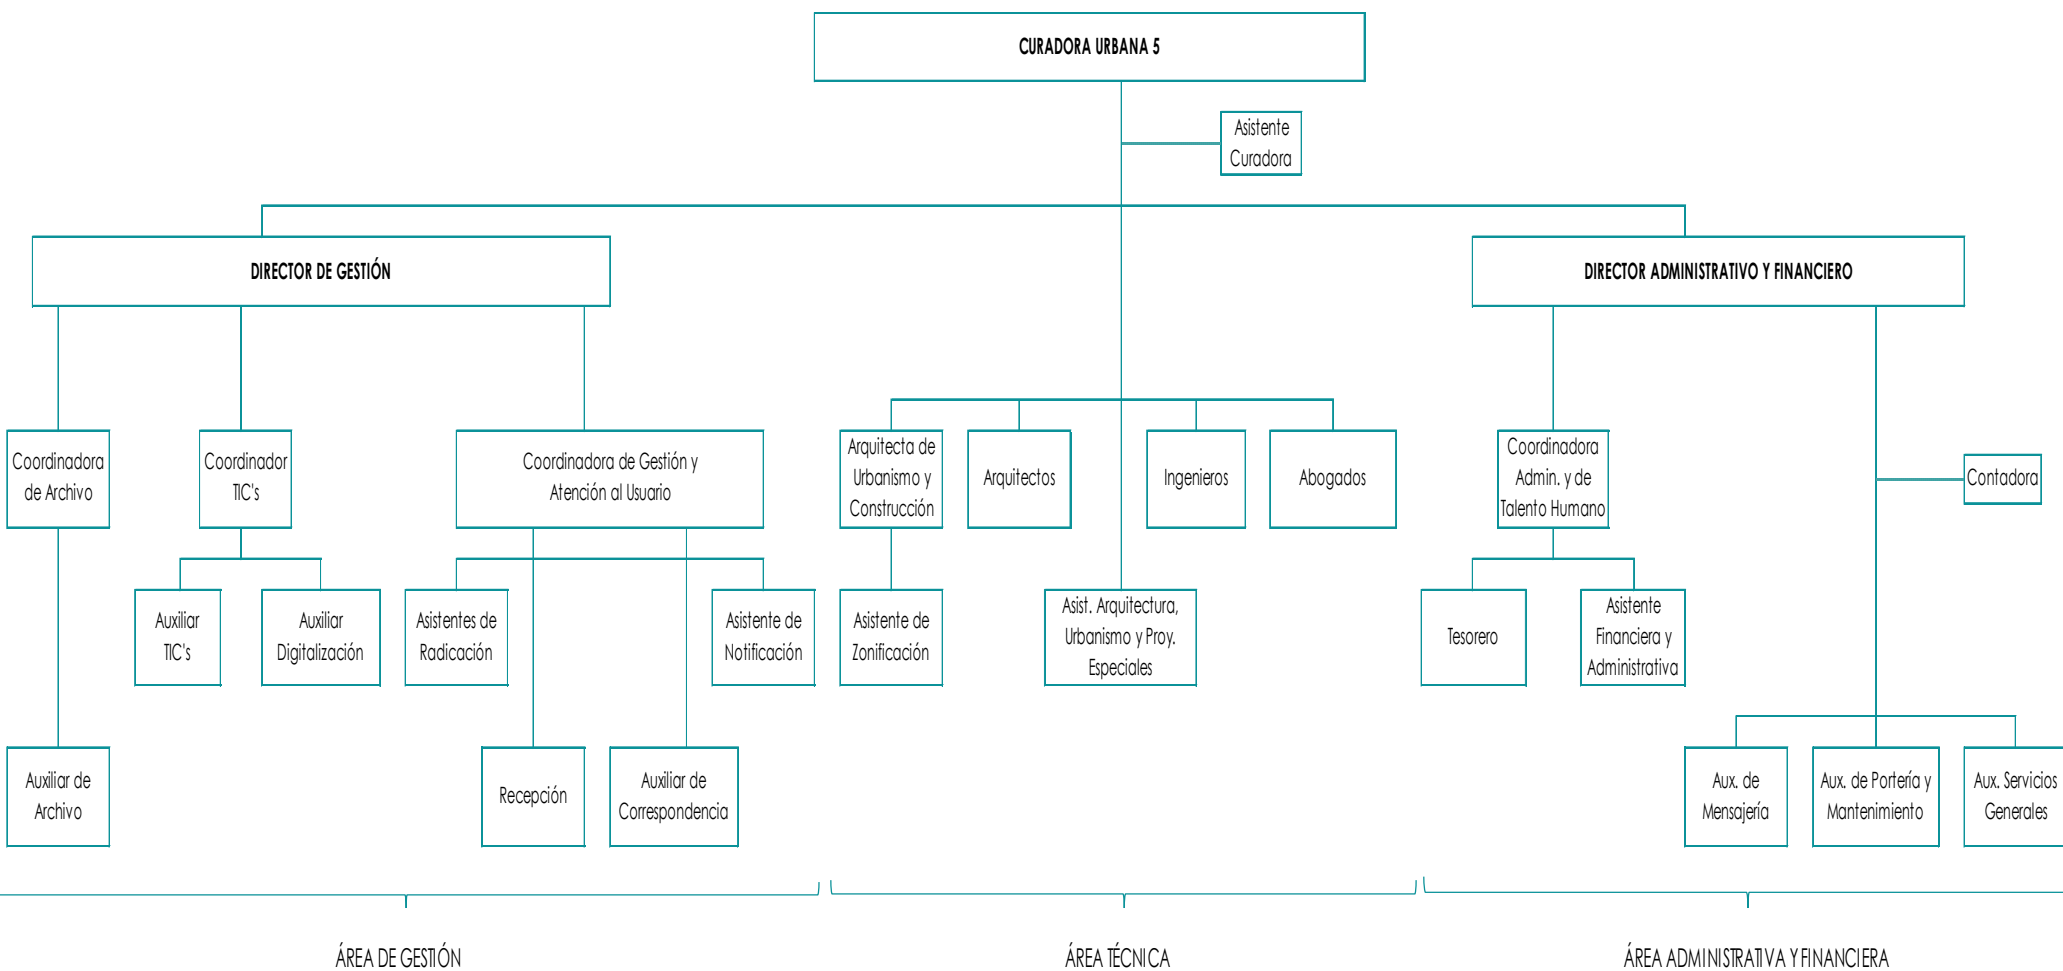 CURADORA URBANA 5
Asistente
Curadora
DIRECTOR DE GESTIÓN
DIRECTOR ADMINISTRATIVO Y FINANCIERO
Coordinadora
de Archivo
Coordinador
TIC's
Coordinadora de Gestión y
Atención al Usuario
Arquitecta de
Urbanismo y
Construcción
Arquitectos
Ingenieros
Abogados
Coordinadora
Admin. y de
Talento Humano
Contadora
Auxiliar
TIC's
Auxiliar
Digitalización
Asistentes de
Radicación
Asistente de
Notificación
Asistente de
Zonificación
Asist. Arquitectura,
Urbanismo y Proy.
Especiales
Tesorero
Asistente
Financiera y
Administrativa
Auxiliar de
Archivo
Recepción
Auxiliar de
Correspondencia
Aux. de
Mensajería
Aux. de Portería y
Mantenimiento
Aux. Servicios
Generales
ÁREA DE GESTIÓN
ÁREA TÉCNICA
ÁREA ADMINISTRATIVA Y FINANCIERA